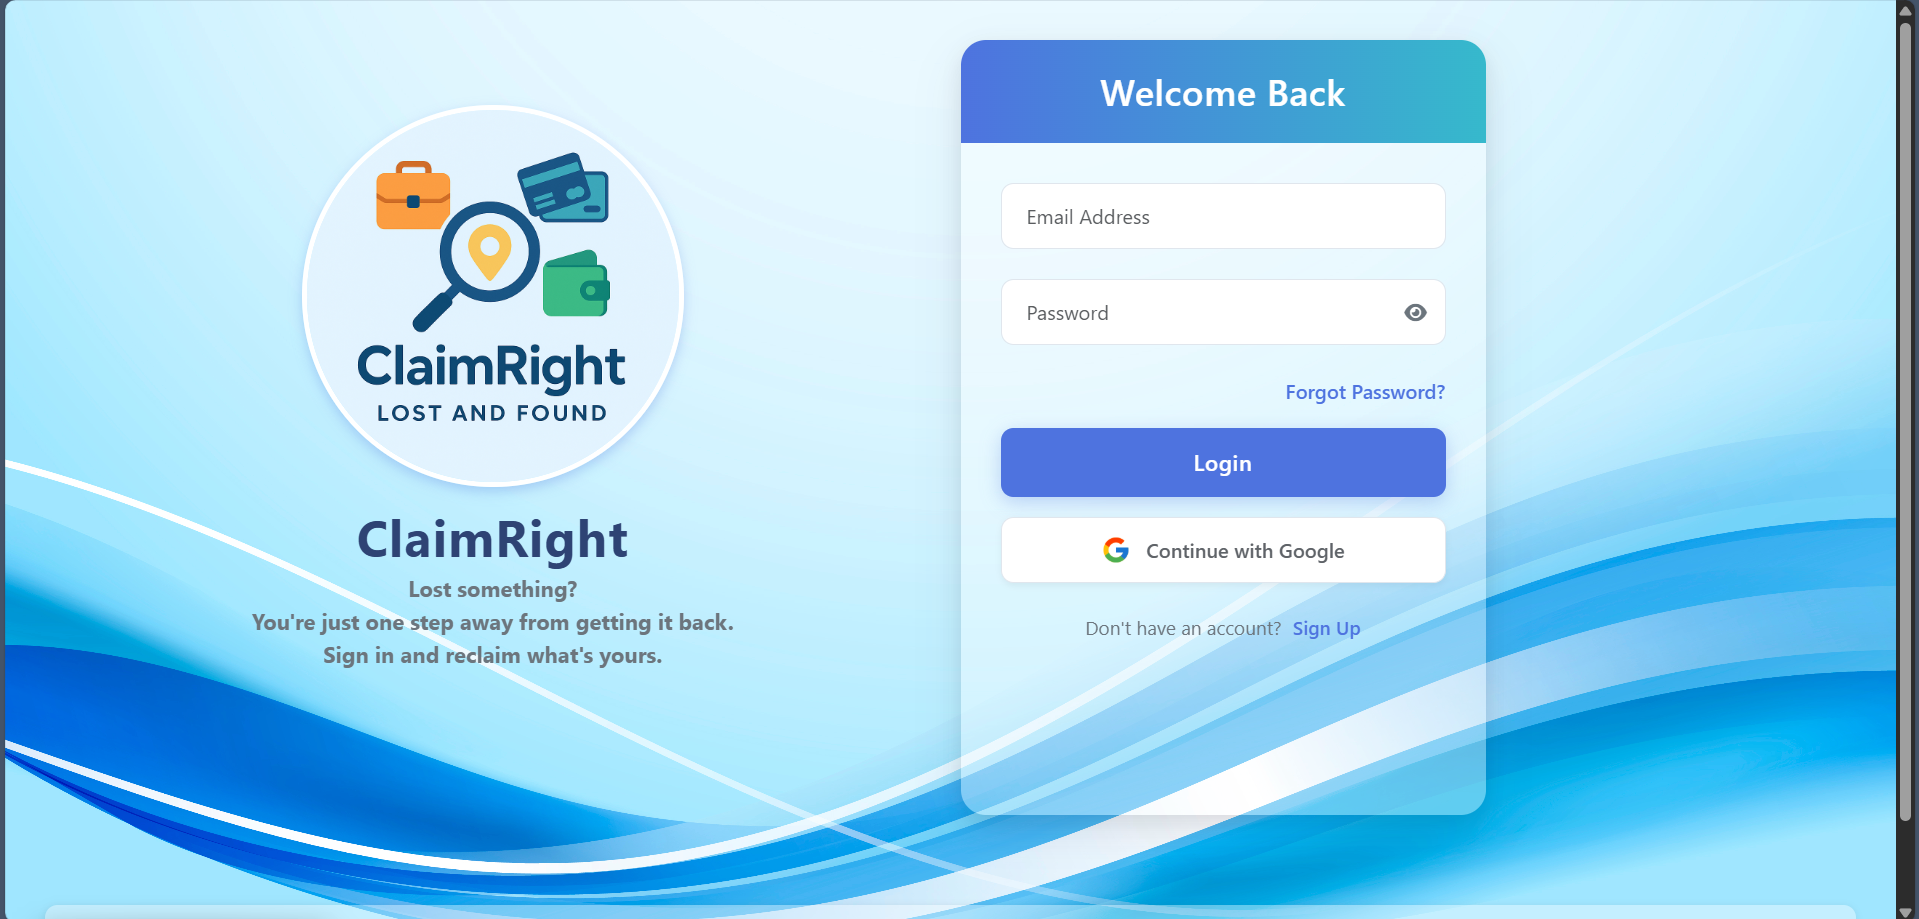 ClaimRight
LOST AND FOUND
ClaimRight
Lost something?
You're just one step away from getting it back.
Sign in and reclaim what's yours.
Welcome Back
Email Address
Password
Forgot Password?
Login
Continue with Google
Don't have an account? Sign Up